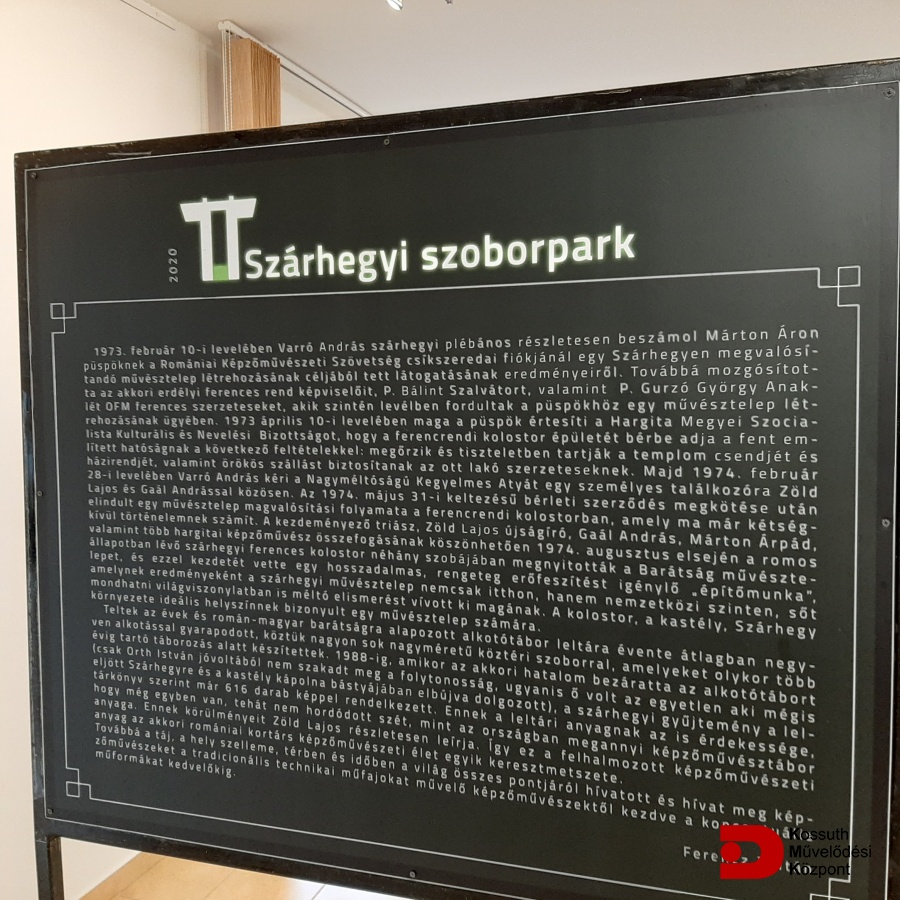 2020
Szárhegyi szoborpark
1973. február 10-i levelében Varró András szárhegyi plébános részletesen beszámol Márton Áron
püspöknek a Romániai Képzőművészeti Szövetség csíkszeredai fiókjánál egy Szárhegyen megvalósí-
tandó művésztelep létrehozásának céljából tett látogatásának eredményeiről. Továbbá mozgósított-
ta az akkori erdélyi ferences rend képviselőit, P. Bálint Szalvátort, valamint P. Gurzó György Anak-
lét OFM ferences szerzeteseket, akik szintén levélben fordultak a püspökhöz egy művésztelep lét-
rehozásának ügyében. 1973 április 10-i levelében maga a püspök értesíti a Hargita Megyei Szocia-
lista Kulturális és Nevelési Bizottságot, hogy a ferencrendi kolostor épületét bérbe adja a fent em-
lített hatóságnak a következő feltételekkel: megőrzik és tiszteletben tartják a templom csendjét és
házirendjét, valamint örökös szállást biztosítanak az ott lakó szerzeteseknek. Majd 1974. február
28-i levelében Varró András kéri a Nagyméltóságú Kegyelmes Atyát egy személyes találkozóra Zöld
Lajos és Gaál Andrással közösen. Az 1974. május 31-i keltezésű bérleti szerződés megkötése után
elindult egy művésztelep magvalósítási folyamata a ferencrendi kolostorban, amely ma már kétség-
kívül történelemnek számít. A kezdeményező triász, Zöld Lajos újságíró, Gaál András, Márton Árpád,
valamint több hargitai képzőművész összefogásának köszönhetően 1974. augusztus elsején a romos
állapotban lévő szárhegyi ferences kolostor néhány szobájában megnyitották a Barátság művészte-
lepet, és ezzel kezdetét vette egy hosszadalmas, rengeteg erőfeszítést igénylő „építőmunka",
amelynek eredményeként a szárhegyi művésztelep nemcsak itthon, hanem nemzetközi szinten, sőt
mondhatni világviszonylatban is méltó elismerést vívott ki magának. A kolostor, a kastély, Szárhegy
környezete ideális helyszínnek bizonyult egy művésztelep számára.
Teltek az évek és román-magyar barátságra alapozott alkotótábor leltára évente átlagban negy-
ven alkotással gyarapodott, köztük nagyon sok nagyméretű köztéri szoborral, amelyeket olykor több
évig tartó táborozás alatt készítettek. 1988-ig, amikor az akkori hatalom bezáratta az alkotótábort
(csak Orth István jóvoltából nem szakadt meg a folytonosság, ugyanis ő volt az egyetlen aki mégis
eljött Szárhegyre és a kastély kápolna bástyájában elbújva dolgozott), a szárhegyi gyűjtemény a lel-
tárkönyv szerint már 616 darab képpel rendelkezett. Ennek a leltári anyagnak az is érdekessége,
hogy még egyben van, tehát nem hordódott szét, mint az országban megannyi képzőművésztábor
anyaga. Ennek körülményeit Zöld Lajos részletesen leírja. Így ez a felhalmozott képzőművészeti
anyag az akkori romániai kortárs képzőművészeti élet egyik keresztmetszete.
Továbbá a táj, a hely szelleme, térben és időben a világ összes pontjáról hívatott és hívat meg kép-
zőművészeket a tradicionális technikai műfajokat művelő képzőművészektől kezdve a
műformákat kedvelőkig.
Kossuth
Művelődési
Központ